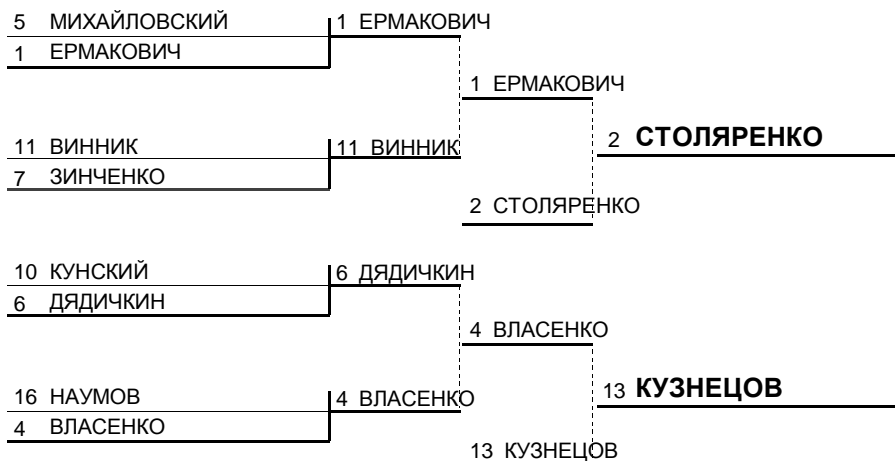 5 МИХАЙЛОВСКИЙ 1 ЕРМАКОВИЧ
1 ЕРМАКОВИЧ
1 ЕРМАКОВИЧ
11 ВИННИК 11 ВИННИК 2 СТОЛЯРЕНКО
7 ЗИНЧЕНКО
2 СТОЛЯРЕНКО
10 КУНСКИЙ 6 ДЯДИЧКИН
6 ДЯДИЧКИН
4 ВЛАСЕНКО
16 НАУМОВ 4 ВЛАСЕНКО 13 КУЗНЕЦОВ
4 ВЛАСЕНКО
13 КУЗНЕЦОВ